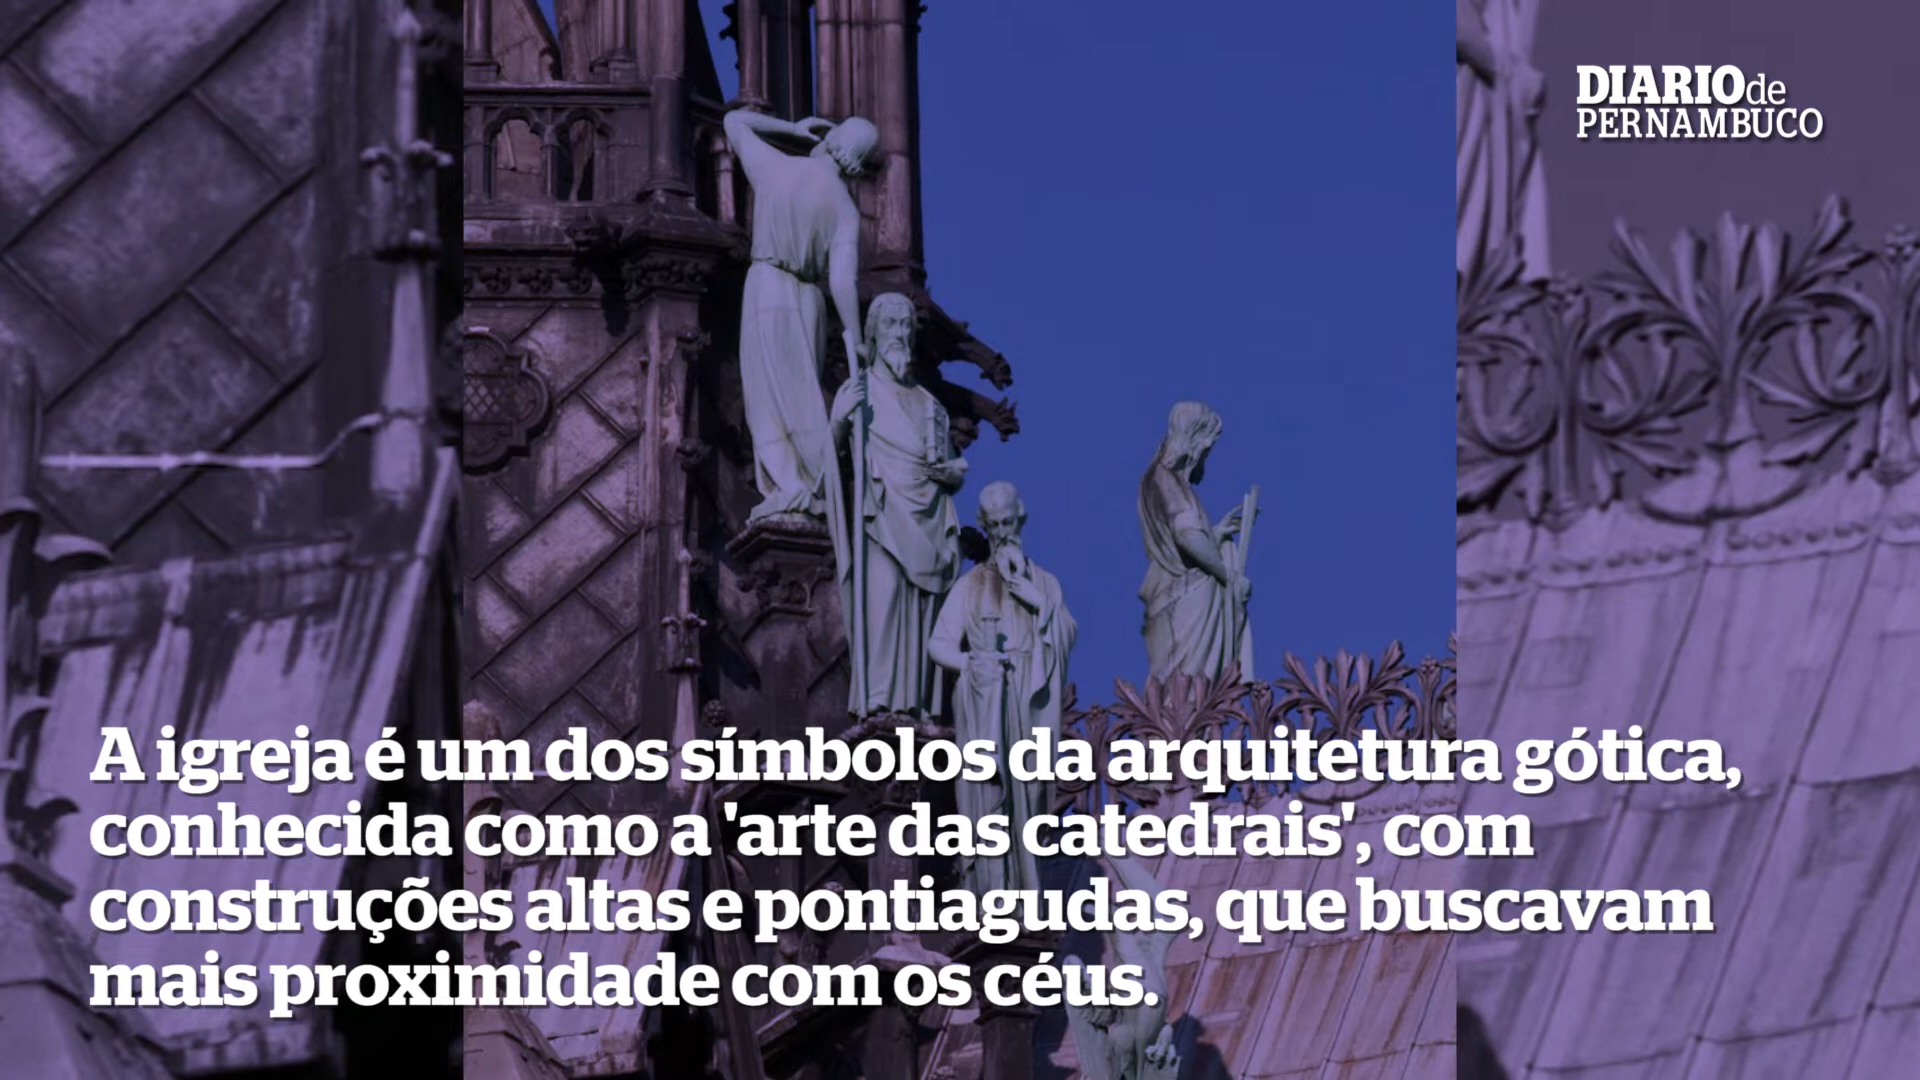 DIARIO de
PERNAMBUCO
A igreja é um dos símbolos da arquitetura gótica,
conhecida como a 'arte das catedrais', com
construções altas e pontiagudas, que buscavam
mais proximidade com os céus.